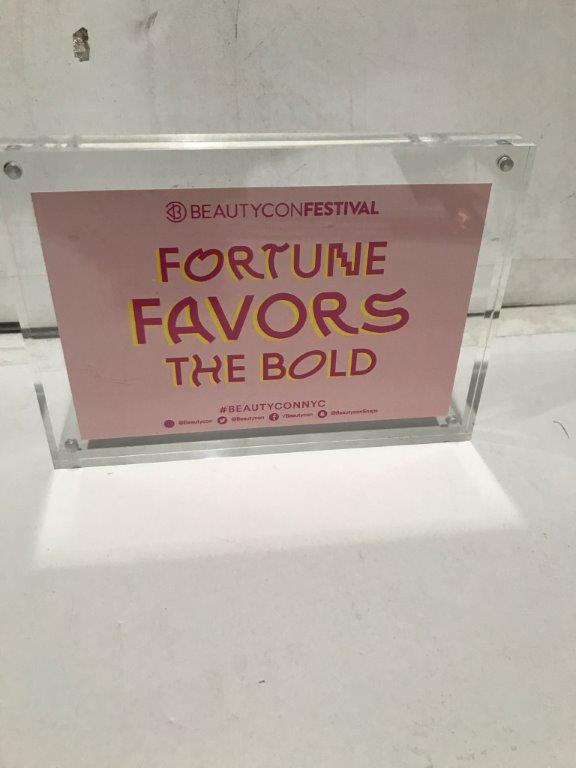 BEAUTYCONFESTIVAL
FORTUNE
FAVORS
THE BOLD
#BEAUTYCONNYC
@Beautycon @Beautycon /Beautycon @BeautyconSnaps